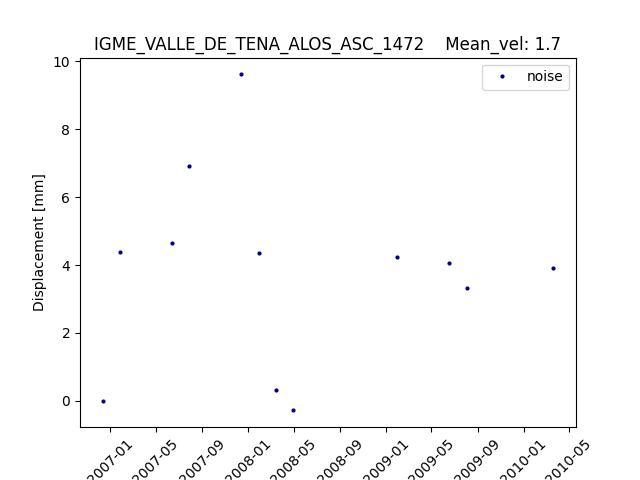 IGME_VALLE_DE_TENA_ALOS_ASC_1472    Mean_vel: 1.7
noise
Displacement [mm]
10
8
6
4
2
0
2007-01 2007-05 2007-09 2008-01 2008-05 2008-09 2009-01 2009-05 2009-09 2010-01 2010-05